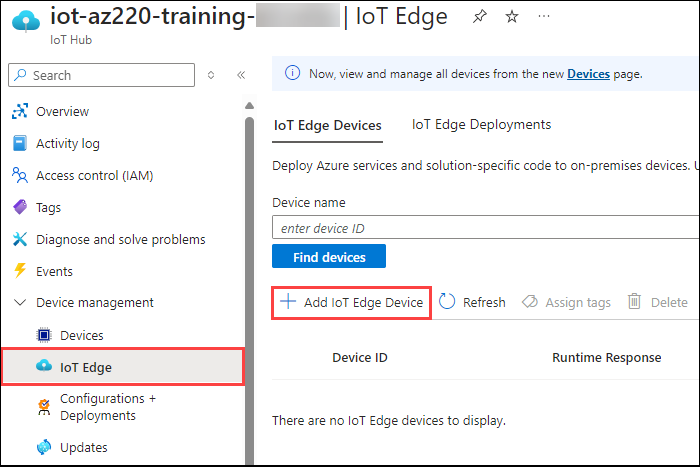 iot-az220-training- | IoT Edge
IoT Hub
Search
Overview
Activity log
Access control (IAM)
Tags
Diagnose and solve problems
Events
Device management
Devices
IoT Edge
Configurations +
Deployments
Updates
Now, view and manage all devices from the new Devices page.
IoT Edge Devices IoT Edge Deployments
Deploy Azure services and solution-specific code to on-premises devices. U
Device name
enter device ID
Find devices
Add IoT Edge Device Refresh Assign tags Delete
Device ID Runtime Response
There are no IoT Edge devices to display.